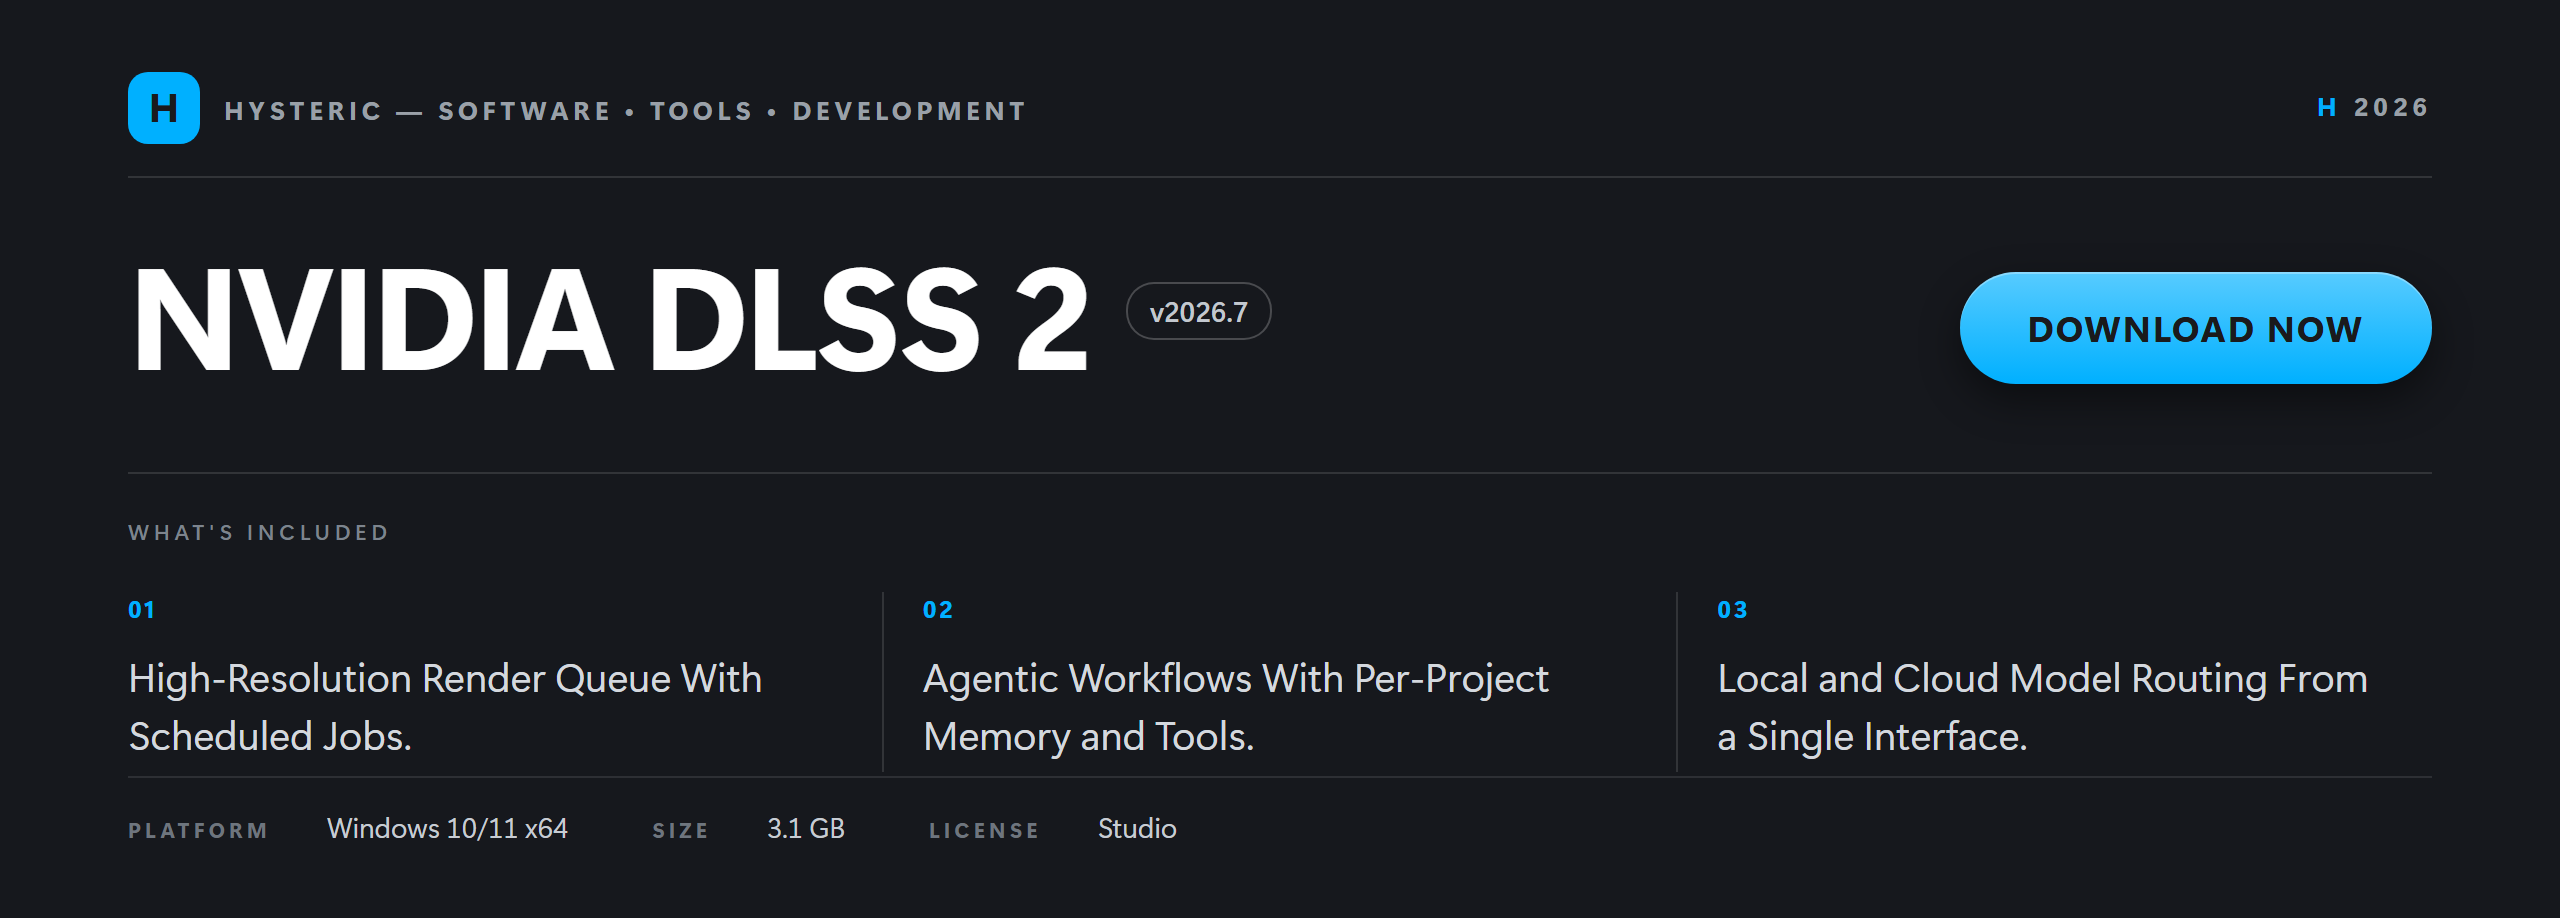 H HYSTERIC — SOFTWARE • TOOLS • DEVELOPMENT
H 2026
NVIDIA DLSS 2 v2026.7
DOWNLOAD NOW
WHAT'S INCLUDED
01
High-Resolution Render Queue With
Scheduled Jobs.
02
Agentic Workflows With Per-Project
Memory and Tools.
03
Local and Cloud Model Routing From
a Single Interface.
PLATFORM Windows 10/11 x64 SIZE 3.1 GB LICENSE Studio